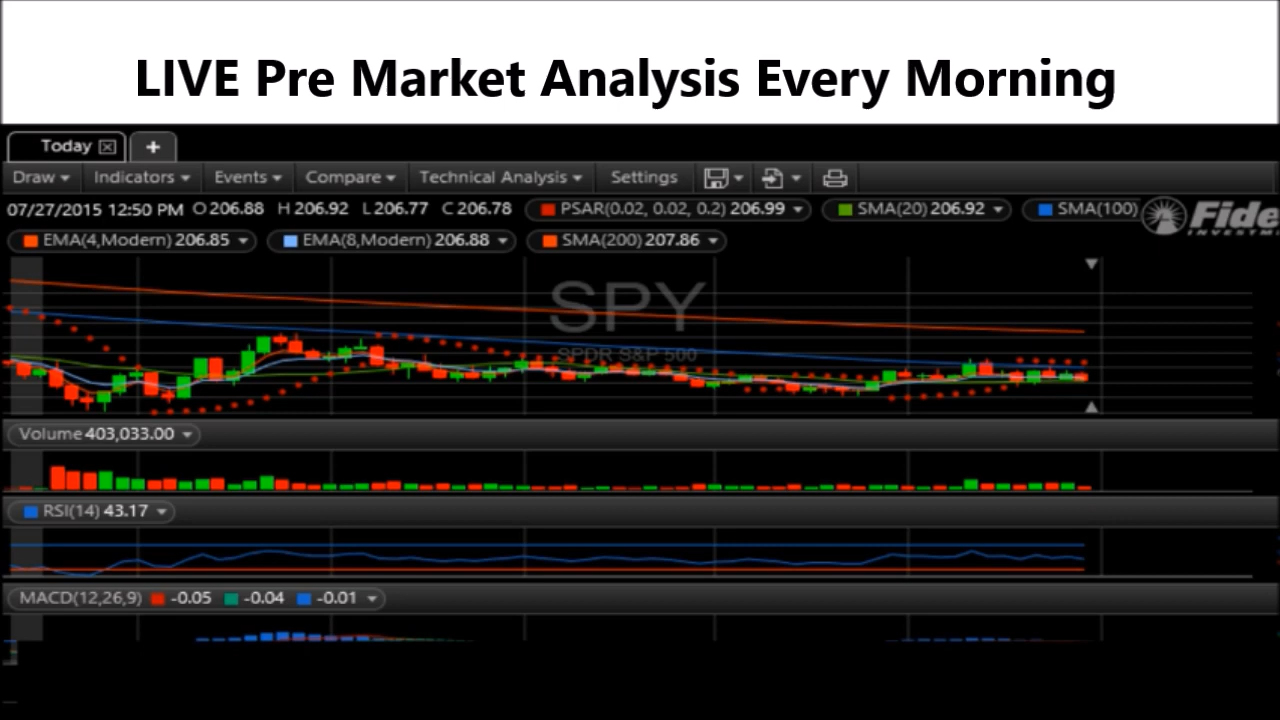 LIVE Pre Market Analysis Every Morning
Today
+
Draw Indicators Events Compare Technical Analysis Settings
07/27/2015 12:50 PM O 206.88 H 206.92 L 206.77 C 206.78 PSAR(0.02, 0.02, 0.2) 206.99 SMA(20) 206.92 SMA(100) Fide
EMA(4,Modern) 206.85 EMA(8,Modern) 206.88 SMA(200) 207.86
SPY
SPDR S&P 500
Volume 403,033.00
RSI(14) 43.17
MACD(12,26,9) -0.05 -0.04 -0.01